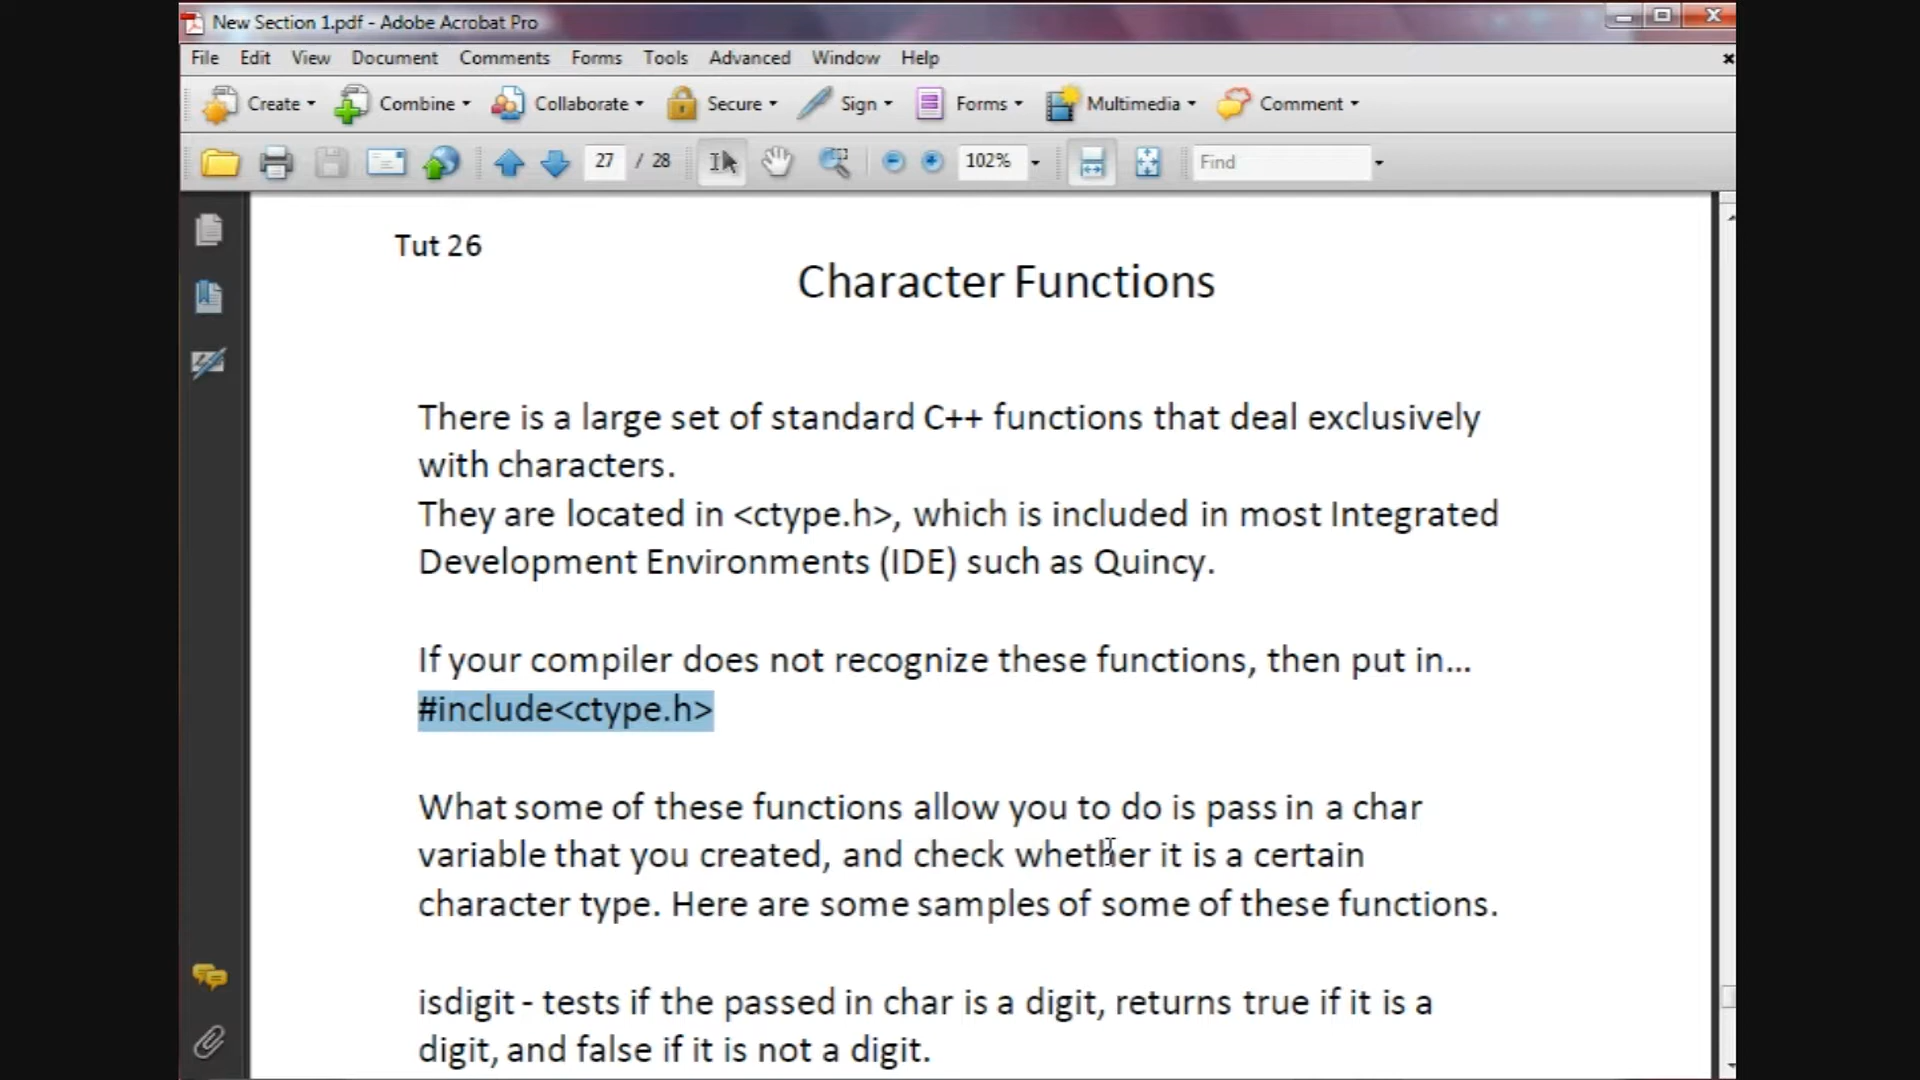 New Section 1.pdf - Adobe Acrobat Pro
File Edit View Document Comments Forms Tools Advanced Window Help
Create Combine Collaborate Secure Sign Forms Multimedia Comment
27 / 28 102% Find
Tut 26
Character Functions
There is a large set of standard C++ functions that deal exclusively
with characters.
They are located in <ctype.h>, which is included in most Integrated
Development Environments (IDE) such as Quincy.
If your compiler does not recognize these functions, then put in...
#include<ctype.h>
What some of these functions allow you to do is pass in a char
variable that you created, and check whether it is a certain
character type. Here are some samples of some of these functions.
isdigit - tests if the passed in char is a digit, returns true if it is a
digit, and false if it is not a digit.